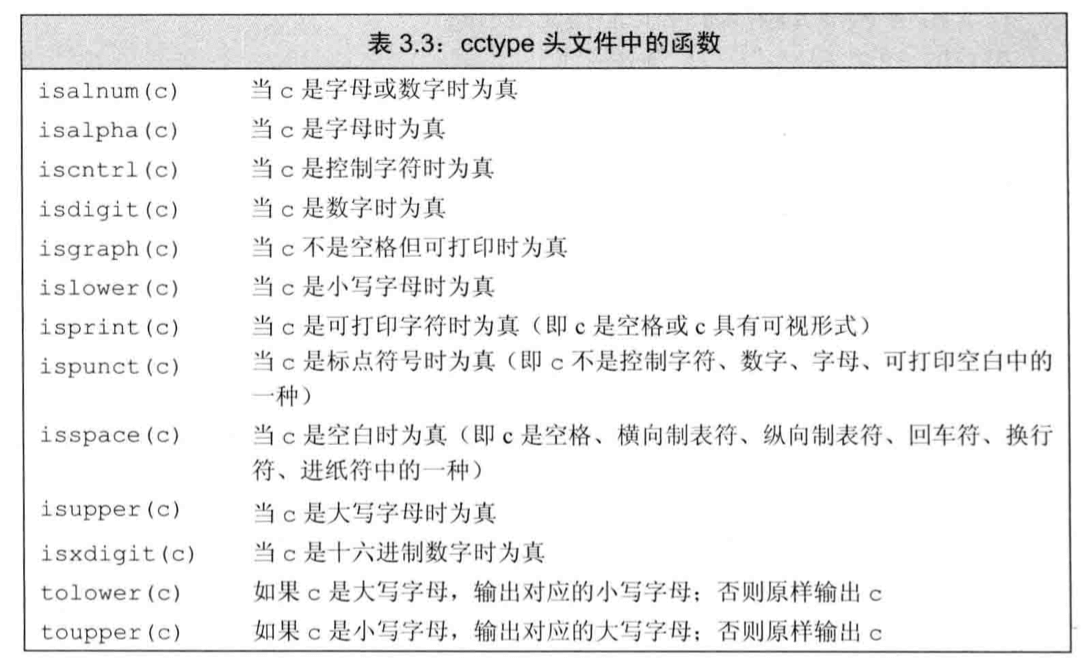 表 3.3：cctype 头文件中的函数
isalnum(c) 当 c 是字母或数字时为真
isalpha(c) 当 c 是字母时为真
iscntrl(c) 当 c 是控制字符时为真
isdigit(c) 当 c 是数字时为真
isgraph(c) 当 c 不是空格但可打印时为真
islower(c) 当 c 是小写字母时为真
isprint(c) 当 c 是可打印字符时为真（即 c 是空格或 c 具有可视形式）
ispunct(c) 当 c 是标点符号时为真（即 c 不是控制字符、数字、字母、可打印空白中的
一种）
isspace(c) 当 c 是空白时为真（即 c 是空格、横向制表符、纵向制表符、回车符、换行
符、进纸符中的一种）
isupper(c) 当 c 是大写字母时为真
isxdigit(c) 当 c 是十六进制数字时为真
tolower(c) 如果 c 是大写字母，输出对应的小写字母；否则原样输出 c
toupper(c) 如果 c 是小写字母，输出对应的大写字母；否则原样输出 c